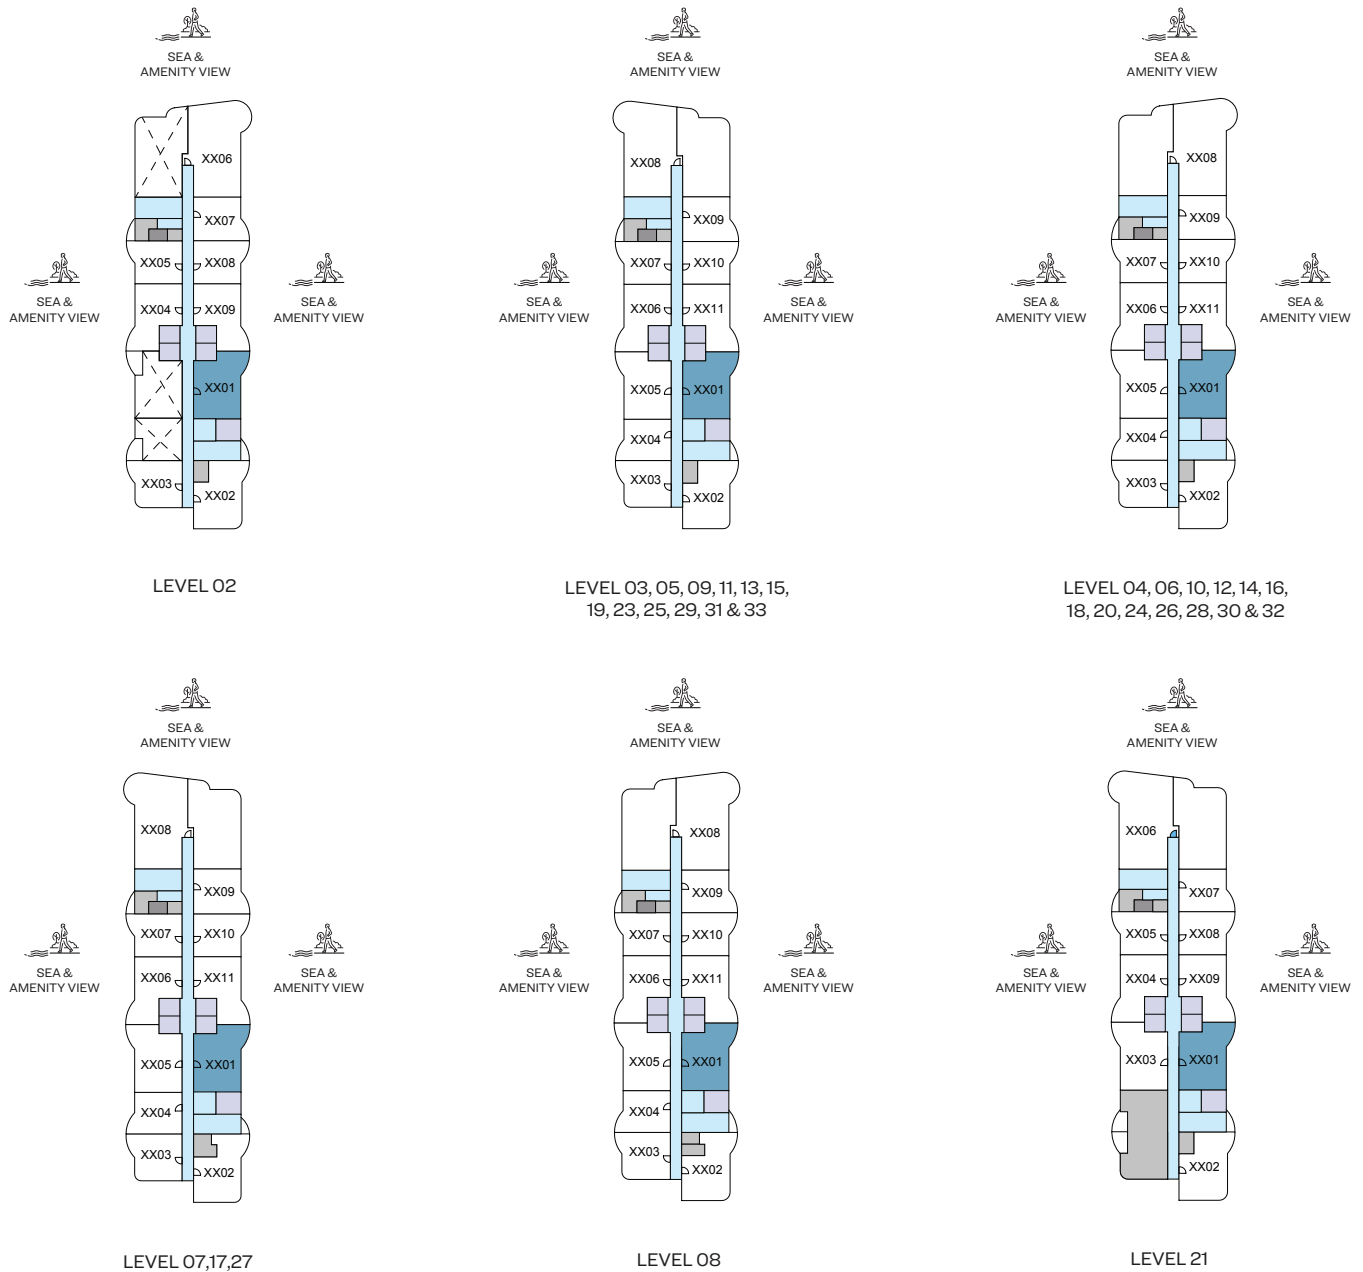 SEA &
AMENITY VIEW
XX06
XX07
XX05
XX08
XX04
XX09
XX01
XX03
XX02
SEA &
AMENITY VIEW
SEA &
AMENITY VIEW
LEVEL 02
SEA &
AMENITY VIEW
XX08
XX09
XX07
XX10
XX06
XX11
XX05
XX01
XX04
XX03
XX02
SEA &
AMENITY VIEW
SEA &
AMENITY VIEW
LEVEL 03, 05, 09, 11, 13, 15,
19, 23, 25, 29, 31 & 33
SEA &
AMENITY VIEW
XX08
XX09
XX07
XX10
XX06
XX11
XX05
XX01
XX04
XX03
XX02
SEA &
AMENITY VIEW
SEA &
AMENITY VIEW
LEVEL 04, 06, 10, 12, 14, 16,
18, 20, 24, 26, 28, 30 & 32
SEA &
AMENITY VIEW
XX08
XX09
XX07
XX10
XX06
XX11
XX05
XX01
XX04
XX03
XX02
SEA &
AMENITY VIEW
SEA &
AMENITY VIEW
LEVEL 07,17,27
SEA &
AMENITY VIEW
XX08
XX09
XX07
XX10
XX06
XX11
XX05
XX01
XX04
XX03
XX02
SEA &
AMENITY VIEW
SEA &
AMENITY VIEW
LEVEL 08
SEA &
AMENITY VIEW
XX06
XX07
XX05
XX08
XX04
XX09
XX03
XX01
XX02
SEA &
AMENITY VIEW
SEA &
AMENITY VIEW
LEVEL 21